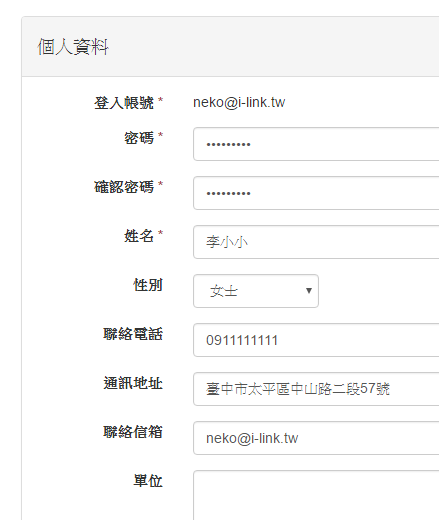 個人資料
登入帳號 * neko@i-link.tw
密碼 * •••••••••
確認密碼 * •••••••••
姓名 * 李小小
性別 女士
聯絡電話 0911111111
通訊地址 臺中市太平區中山路二段57號
聯絡信箱 neko@i-link.tw
單位